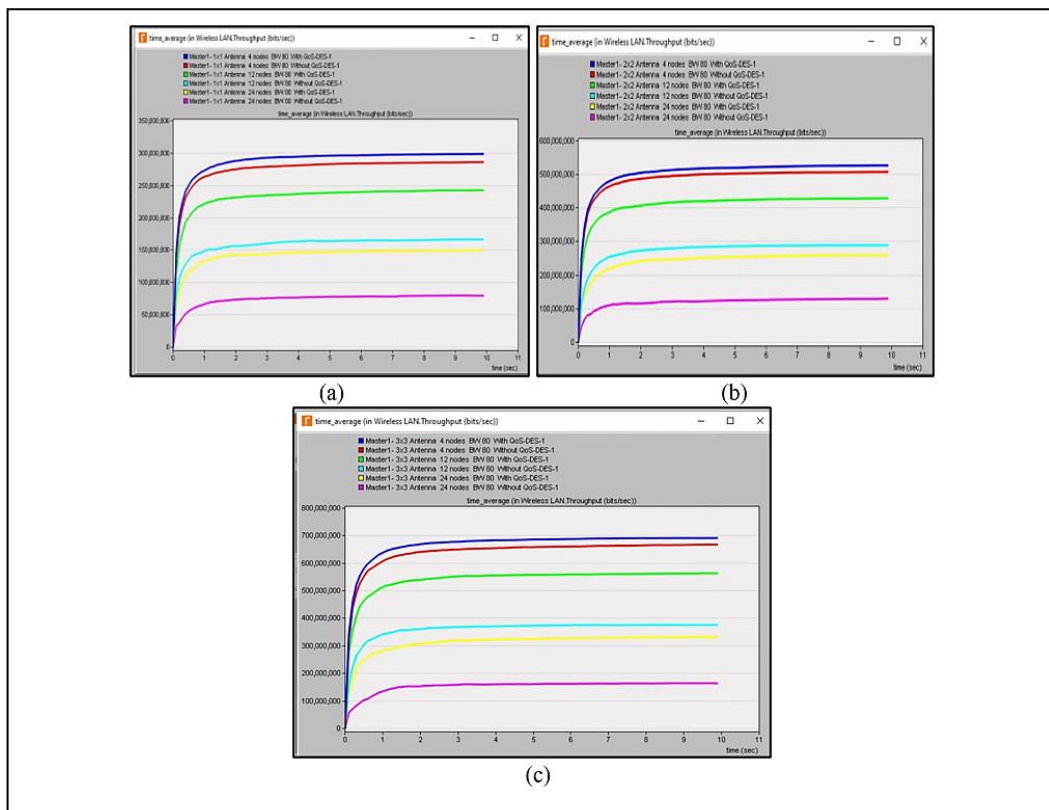 time_average (in Wireless LAN.Throughput (bits/sec))
Master1- 1x1 Antenna 4 nodes BW 80 With QoS-DES-1
Master1- 1x1 Antenna 4 nodes BW 80 Without QoS-DES-1
Master1- 1x1 Antenna 12 nodes BW 80 With QoS-DES-1
Master1- 1x1 Antenna 12 nodes BW 80 Without QoS-DES-1
Master1- 1x1 Antenna 24 nodes BW 80 With QoS-DES-1
Master1- 1x1 Antenna 24 nodes BW 80 Without QoS-DES-1
time_average (in Wireless LAN.Throughput (bits/sec))
350,000,000
300,000,000
250,000,000
200,000,000
150,000,000
100,000,000
50,000,000
0
0 1 2 3 4 5 6 7 8 9 10 11
time (sec)
(a)
time_average (in Wireless LAN.Throughput (bits/sec))
Master1- 2x2 Antenna 4 nodes BW 80 With QoS-DES-1
Master1- 2x2 Antenna 4 nodes BW 80 Without QoS-DES-1
Master1- 2x2 Antenna 12 nodes BW 80 With QoS-DES-1
Master1- 2x2 Antenna 12 nodes BW 80 Without QoS-DES-1
Master1- 2x2 Antenna 24 nodes BW 80 With QoS-DES-1
Master1- 2x2 Antenna 24 nodes BW 80 Without QoS-DES-1
time_average (in Wireless LAN.Throughput (bits/sec))
600,000,000
500,000,000
400,000,000
300,000,000
200,000,000
100,000,000
0
0 1 2 3 4 5 6 7 8 9 10 11
time (sec)
(b)
time_average (in Wireless LAN.Throughput (bits/sec))
Master1- 3x3 Antenna 4 nodes BW 80 With QoS-DES-1
Master1- 3x3 Antenna 4 nodes BW 80 Without QoS-DES-1
Master1- 3x3 Antenna 12 nodes BW 80 With QoS-DES-1
Master1- 3x3 Antenna 12 nodes BW 80 Without QoS-DES-1
Master1- 3x3 Antenna 24 nodes BW 80 With QoS-DES-1
Master1- 3x3 Antenna 24 nodes BW 80 Without QoS-DES-1
time_average (in Wireless LAN.Throughput (bits/sec))
800,000,000
700,000,000
600,000,000
500,000,000
400,000,000
300,000,000
200,000,000
100,000,000
0
0 1 2 3 4 5 6 7 8 9 10 11
time (sec)
(c)